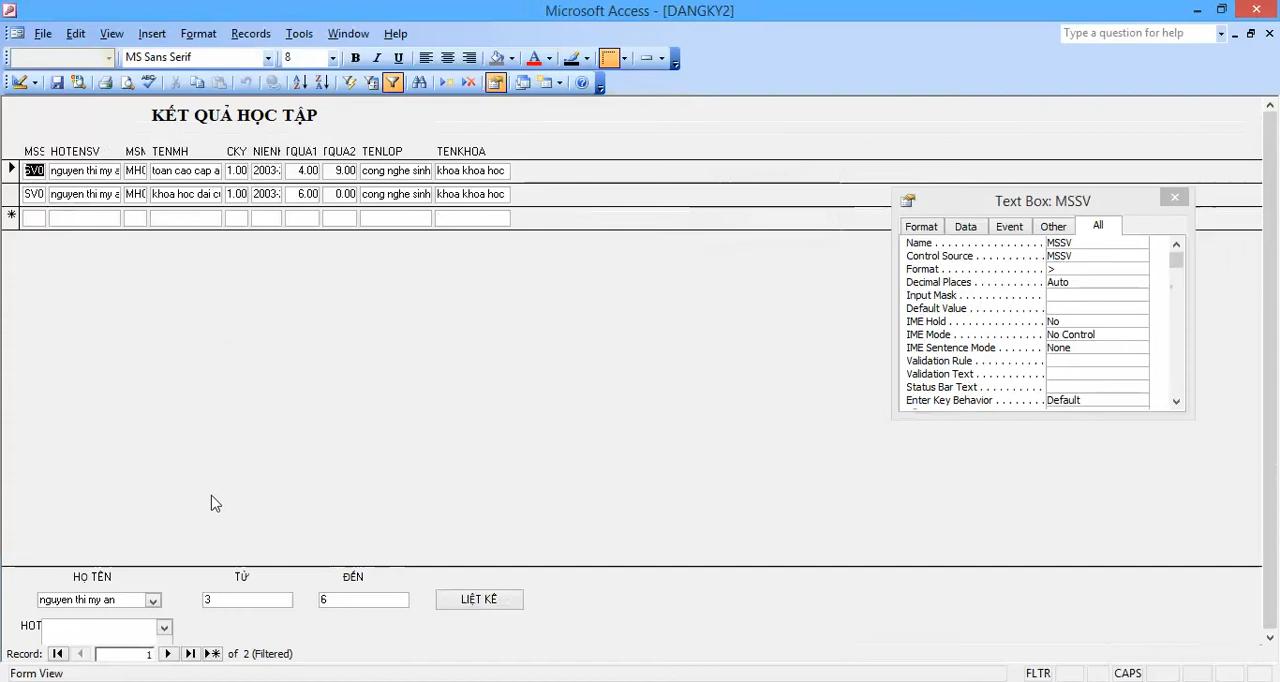 Microsoft Access - [DANGKY2]
File Edit View Insert Format Records Tools Window Help
Type a question for help
MS Sans Serif 8 B I U A
KẾT QUẢ HỌC TẬP
MSS HOTENSV MSM TENMH CKY NIENH TQUA1 TQUA2 TENLOP TENKHOA
SV0 nguyen thi my a MH0 toan cao cap a 1.00 2003-2 4.00 9.00 cong nghe sinh khoa khoa hoc
SV0 nguyen thi my a MH0 khoa hoc dai cu 1.00 2003-2 6.00 0.00 cong nghe sinh khoa khoa hoc
Text Box: MSSV
Format Data Event Other All
Name MSSV
Control Source MSSV
Format >
Decimal Places Auto
Input Mask
Default Value
IME Hold No
IME Mode No Control
IME Sentence Mode None
Validation Rule
Validation Text
Status Bar Text
Enter Key Behavior Default
HỌ TÊN TỪ ĐẾN
nguyen thi my an 3 6 LIỆT KÊ
HOT
Record: 1 of 2 (Filtered)
Form View FLTR CAPS